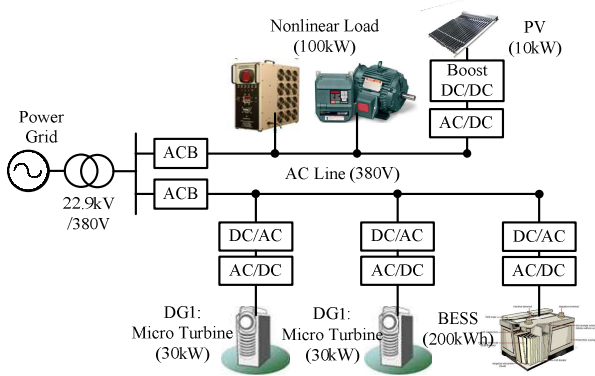 Nonlinear Load
(100kW)
PV
(10kW)
Boost
DC/DC
AC/DC
Power
Grid
ACB
AC Line (380V)
ACB
22.9kV
/380V
DC/AC
DC/AC
DC/AC
AC/DC
AC/DC
AC/DC
DG1:
Micro Turbine
(30kW)
DG1:
Micro Turbine
(30kW)
BESS
(200kWh)